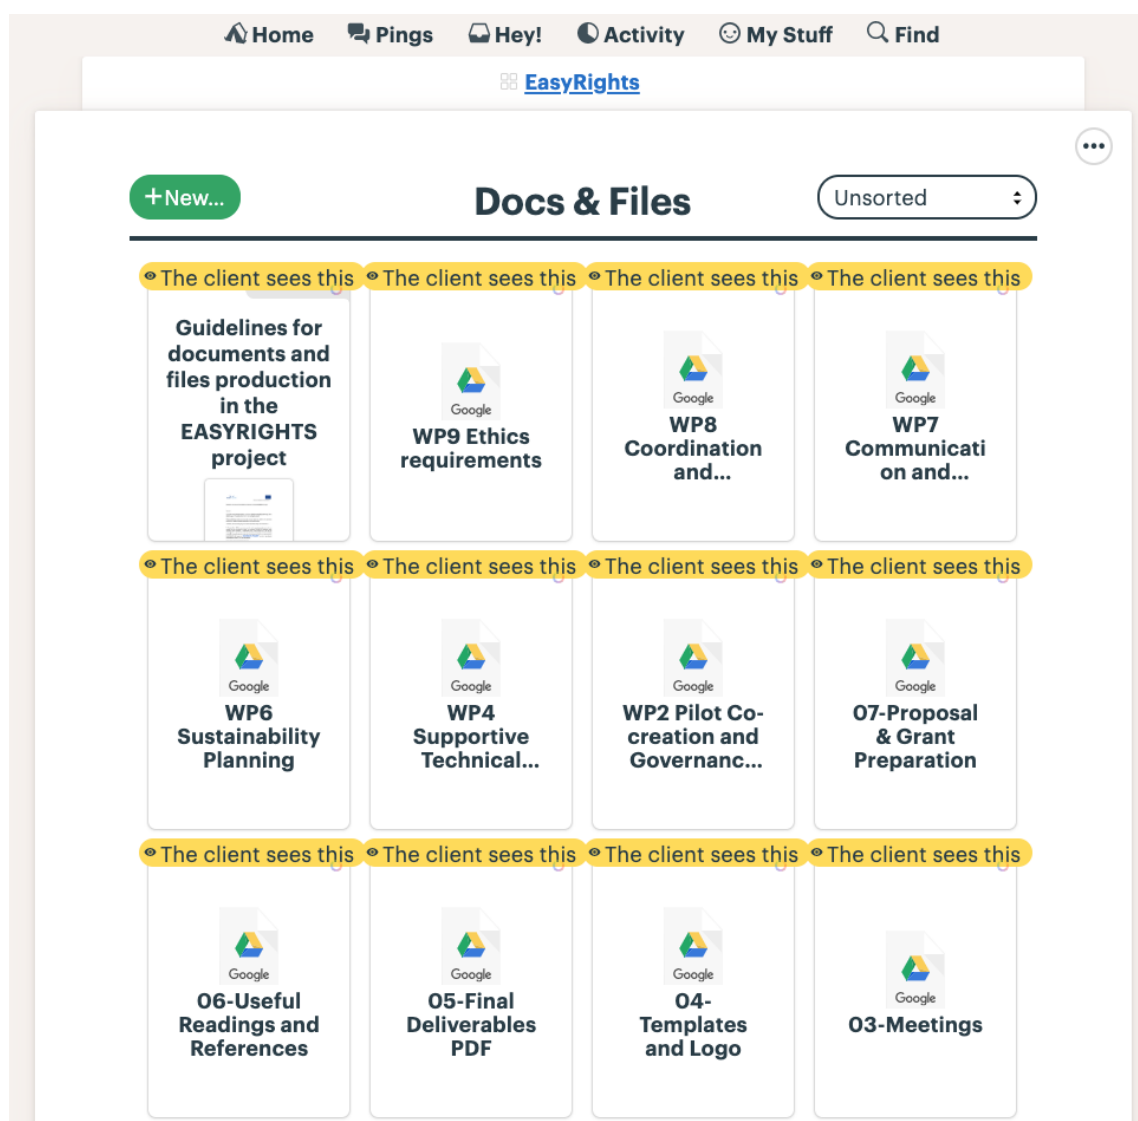 Home Pings Hey! Activity My Stuff Find
EasyRights
+New... Docs & Files Unsorted
The client sees this The client sees this The client sees this The client sees this
Guidelines for
documents and
files production
in the
EASYRIGHTS
project
Google
WP9 Ethics
requirements
Google
WP8
Coordination
and...
Google
WP7
Communicati
on and...
The client sees this The client sees this The client sees this The client sees this
Google
WP6
Sustainability
Planning
Google
WP4
Supportive
Technical...
Google
WP2 Pilot Co-
creation and
Governanc...
Google
07-Proposal
& Grant
Preparation
The client sees this The client sees this The client sees this The client sees this
Google
06-Useful
Readings and
References
Google
05-Final
Deliverables
PDF
Google
04-
Templates
and Logo
Google
03-Meetings